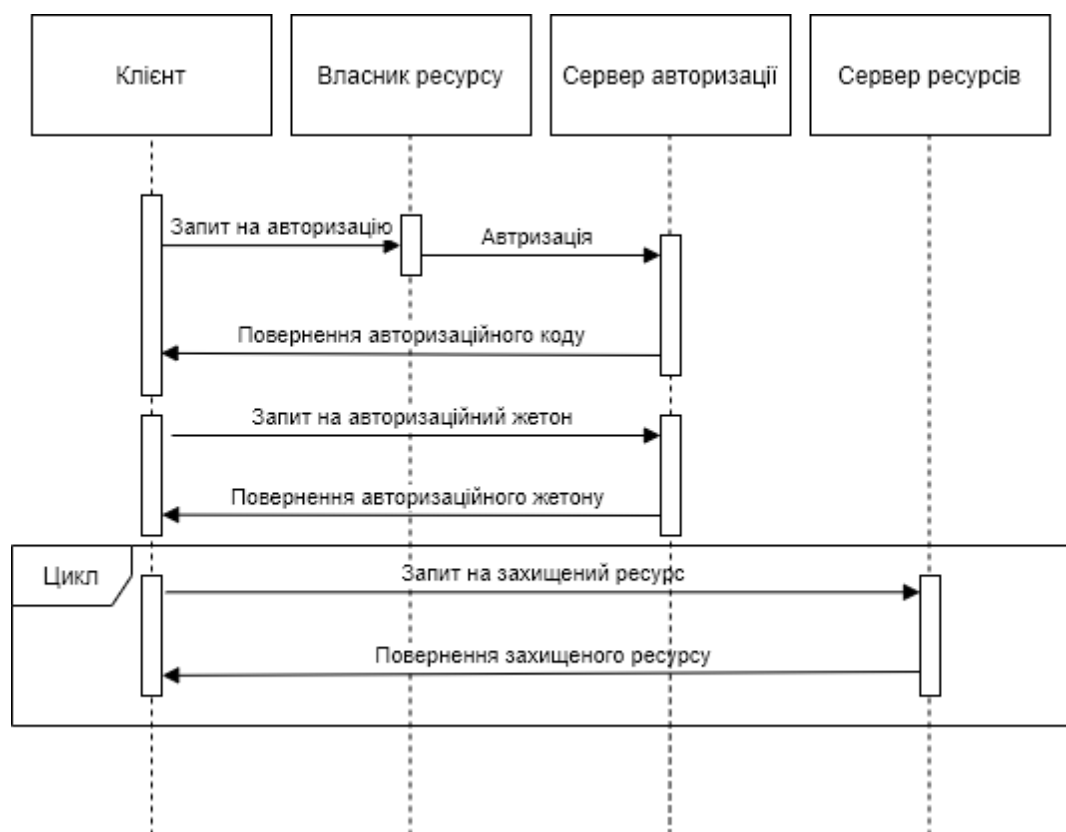 Клієнт
Власник ресурсу
Сервер авторизації
Сервер ресурсів
Запит на авторизацію
Автризація
Повернення авторизаційного коду
Запит на авторизаційний жетон
Повернення авторизаційного жетону
Цикл
Запит на захищений ресурс
Повернення захищеного ресурсу